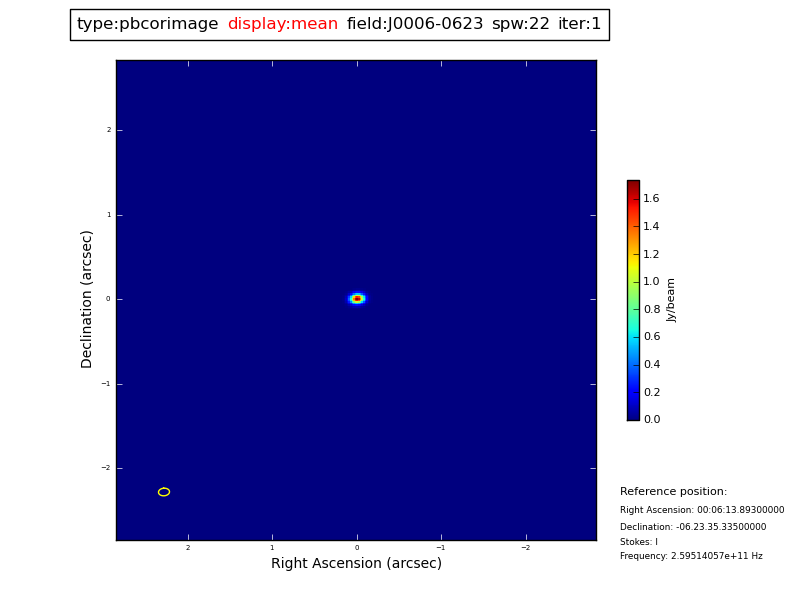 type:pbcorimage display:mean field:J0006-0623 spw:22 iter:1
2
1
0
−1
−2
Declination (arcsec)
2
1
0
−1
−2
Right Ascension (arcsec)
1.6
1.4
1.2
1.0
0.8
0.6
0.4
0.2
0.0
Jy/beam
Reference position:
Right Ascension: 00:06:13.89300000
Declination: -06.23.35.33500000
Stokes: I
Frequency: 2.59514057e+11 Hz